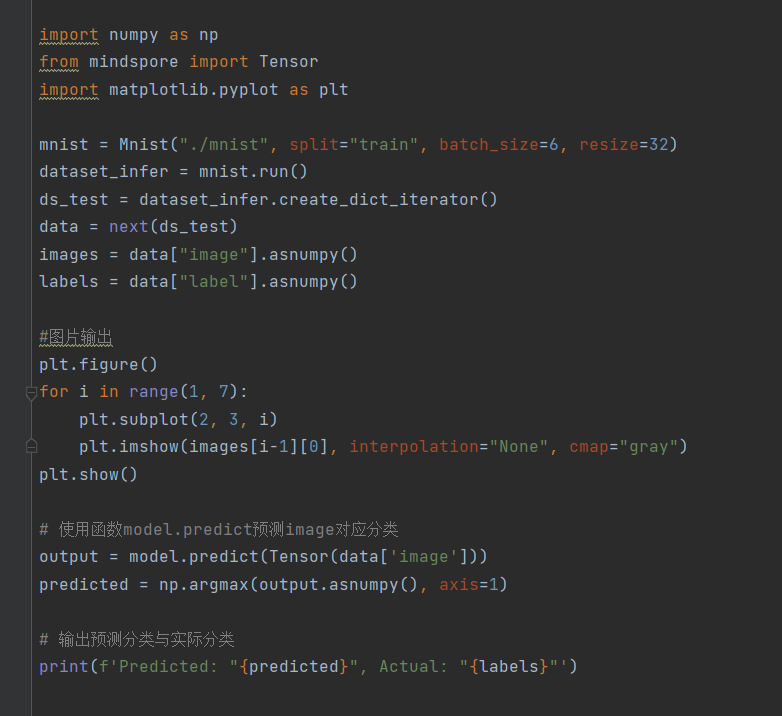 import numpy as np
from mindspore import Tensor
import matplotlib.pyplot as plt
mnist = Mnist("./mnist", split="train", batch_size=6, resize=32)
dataset_infer = mnist.run()
ds_test = dataset_infer.create_dict_iterator()
data = next(ds_test)
images = data["image"].asnumpy()
labels = data["label"].asnumpy()
#图片输出
plt.figure()
for i in range(1, 7):
    plt.subplot(2, 3, i)
    plt.imshow(images[i-1][0], interpolation="None", cmap="gray")
plt.show()
# 使用函数model.predict预测image对应分类
output = model.predict(Tensor(data['image']))
predicted = np.argmax(output.asnumpy(), axis=1)
# 输出预测分类与实际分类
print(f'Predicted: "{predicted}", Actual: "{labels}"')